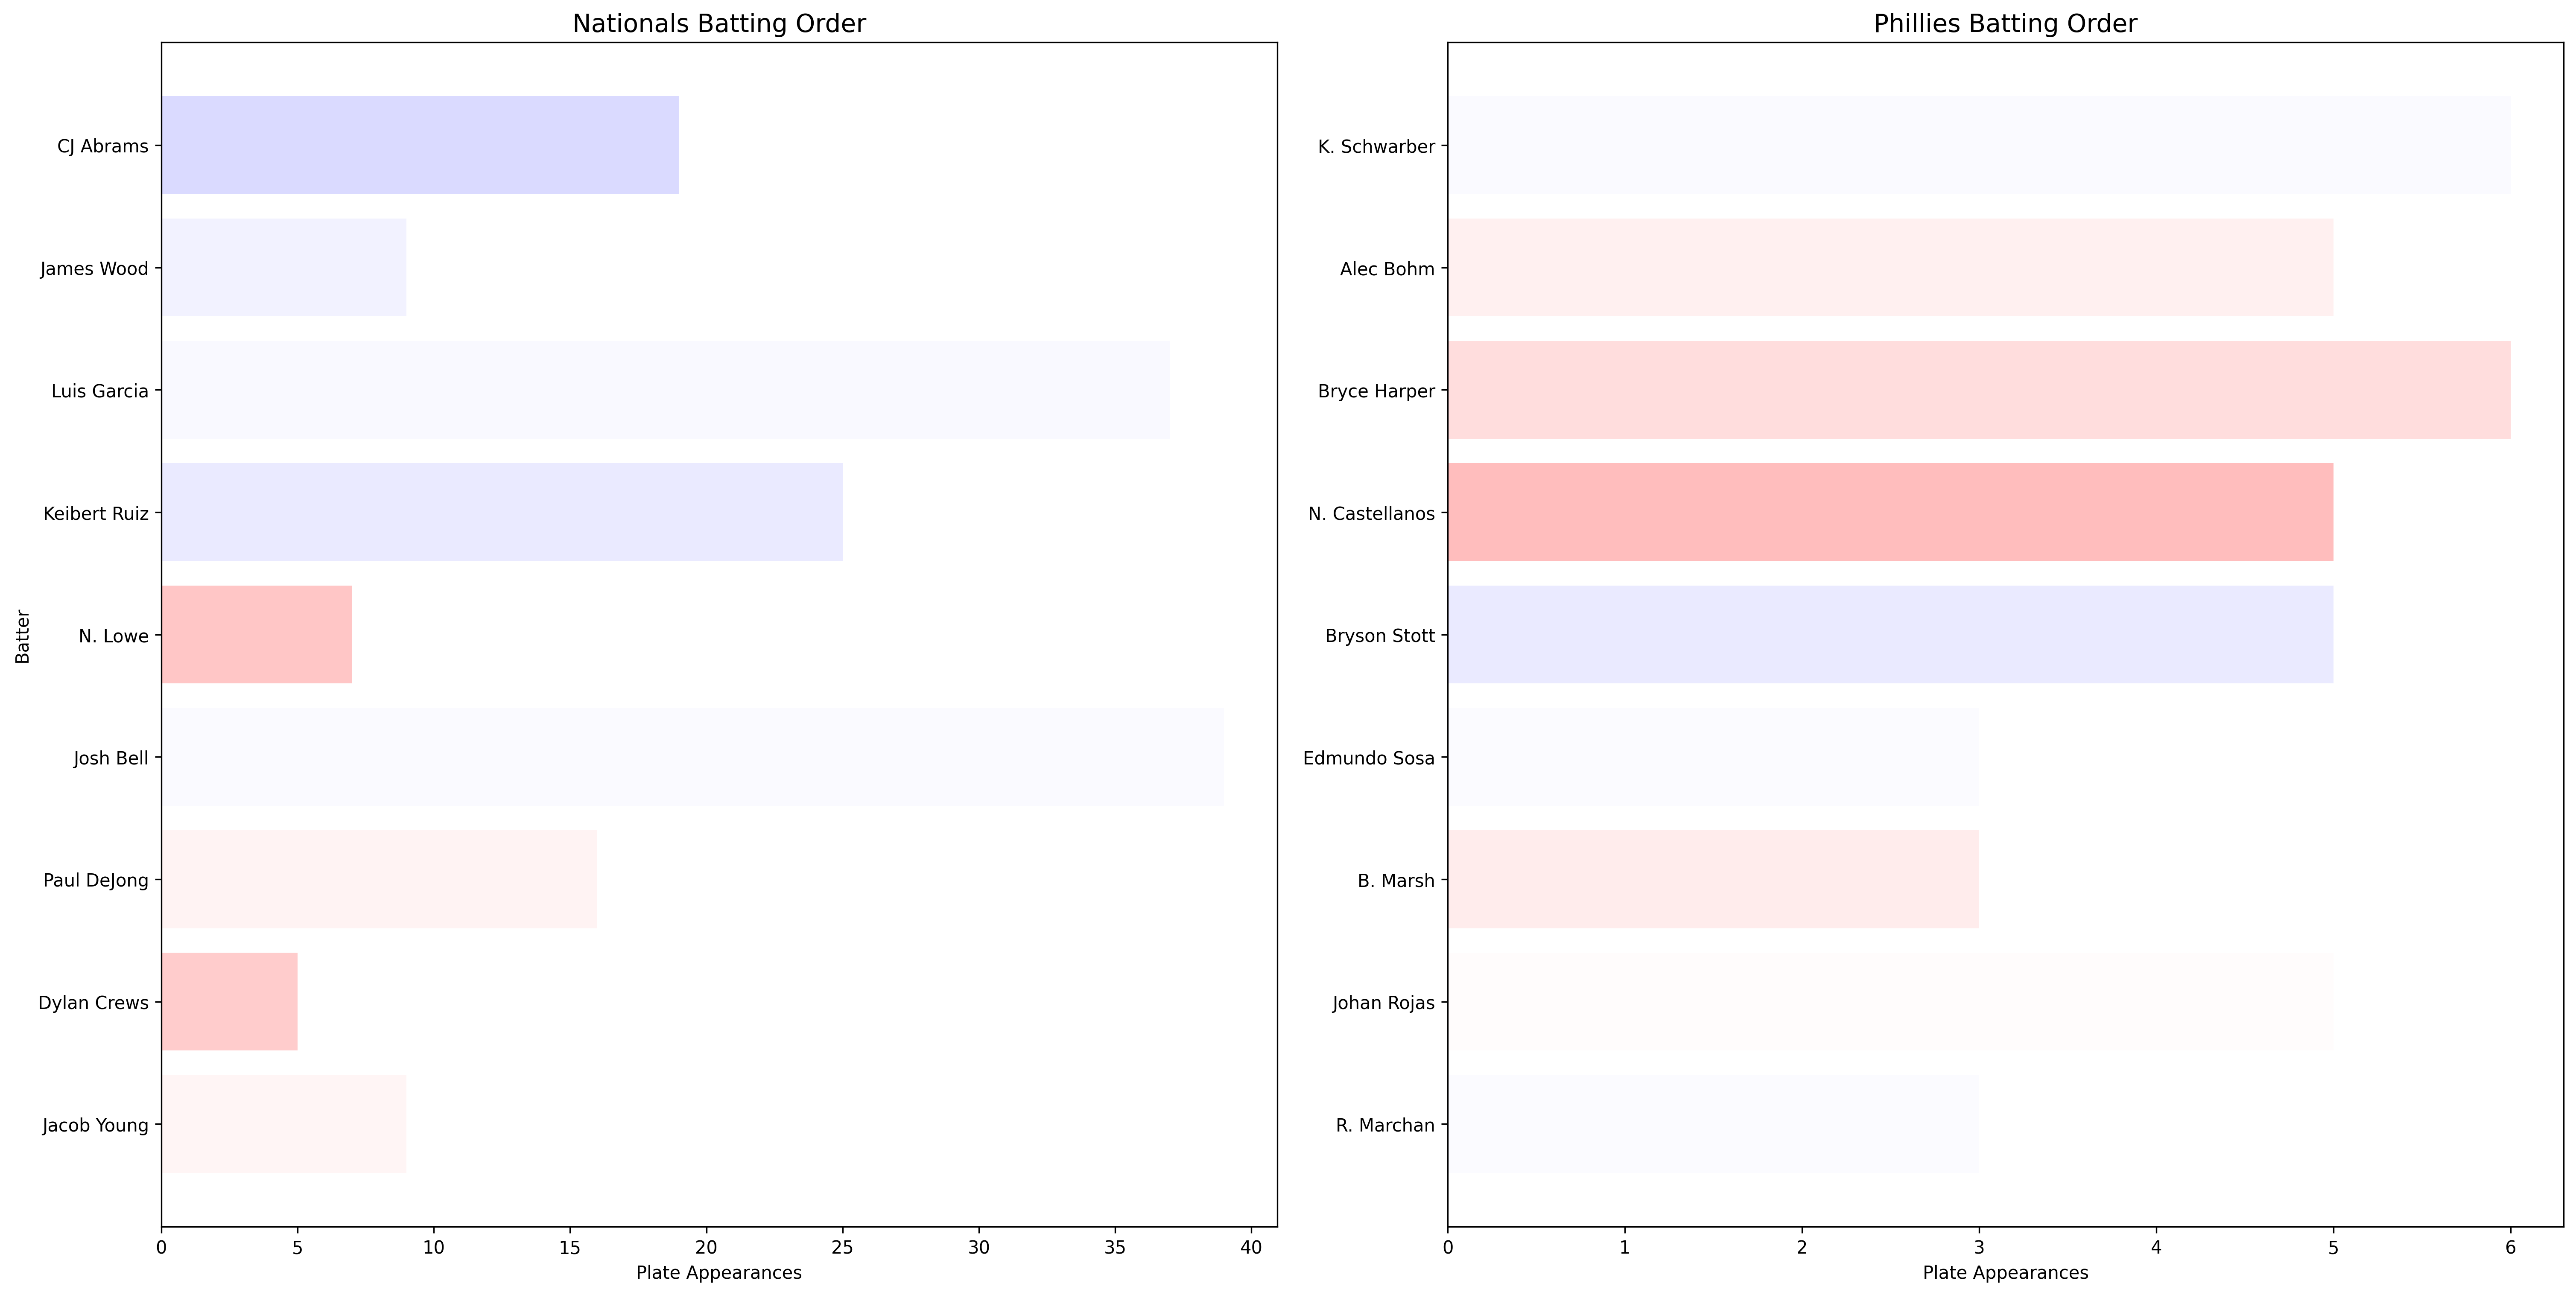 Nationals Batting Order
Batter
CJ Abrams
James Wood
Luis Garcia
Keibert Ruiz
N. Lowe
Josh Bell
Paul DeJong
Dylan Crews
Jacob Young
0 5 10 15 20 25 30 35 40
Plate Appearances
Phillies Batting Order
K. Schwarber
Alec Bohm
Bryce Harper
N. Castellanos
Bryson Stott
Edmundo Sosa
B. Marsh
Johan Rojas
R. Marchan
0 1 2 3 4 5 6
Plate Appearances